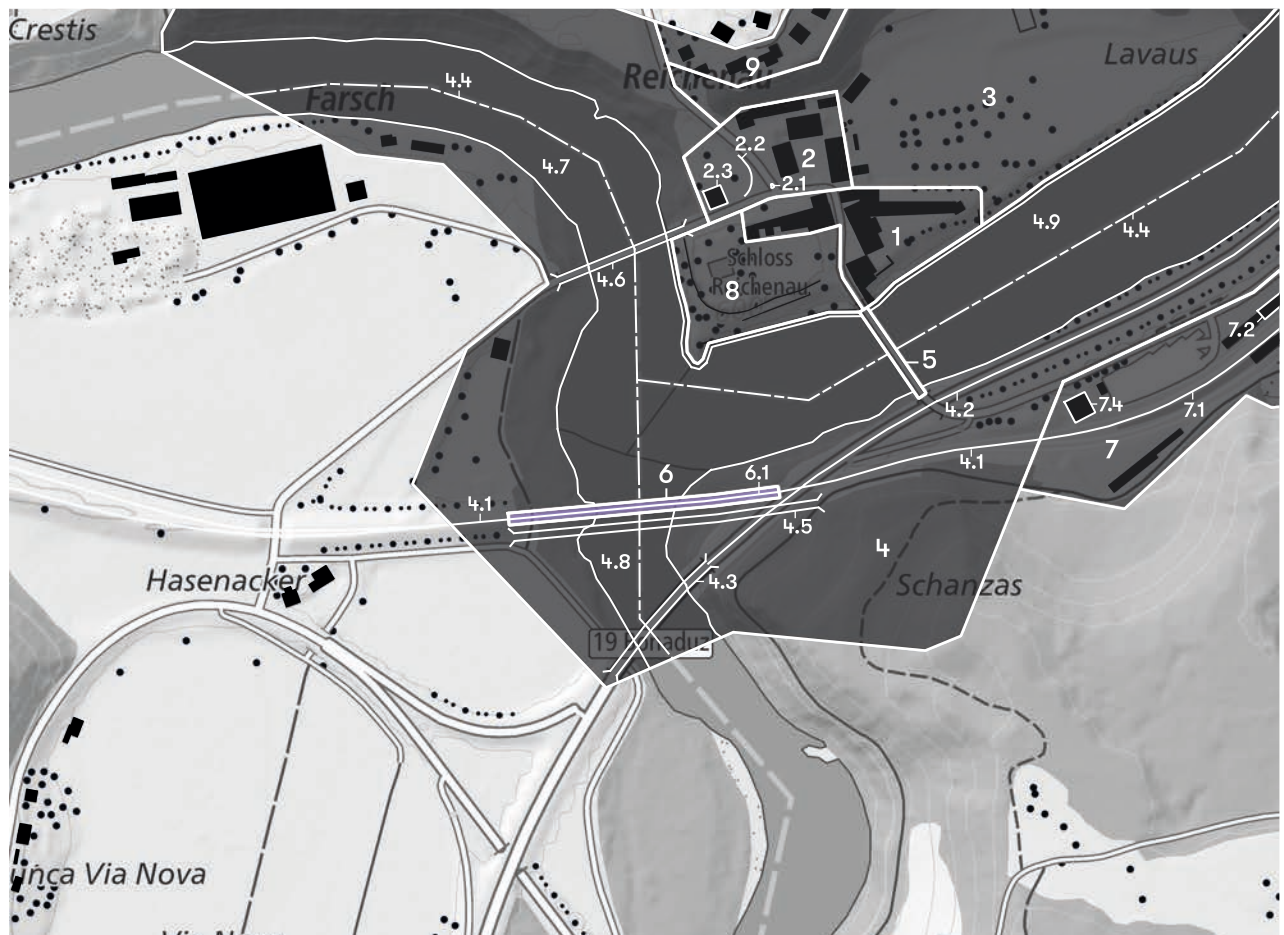 Crestis
Reichenau
9
Lavaus
4.4
Farsch
3
2.2
4.7
2
2.3
2.1
4.9
4.4
1
4.6
Schloss
Reichenau
8
7.2
5
4.2
7.4
7.1
7
6
6.1
4.1
4.1
4.5
4.8
4
Hasenacker
4.3
Schanzas
19 Bonaduz
unca Via Nova